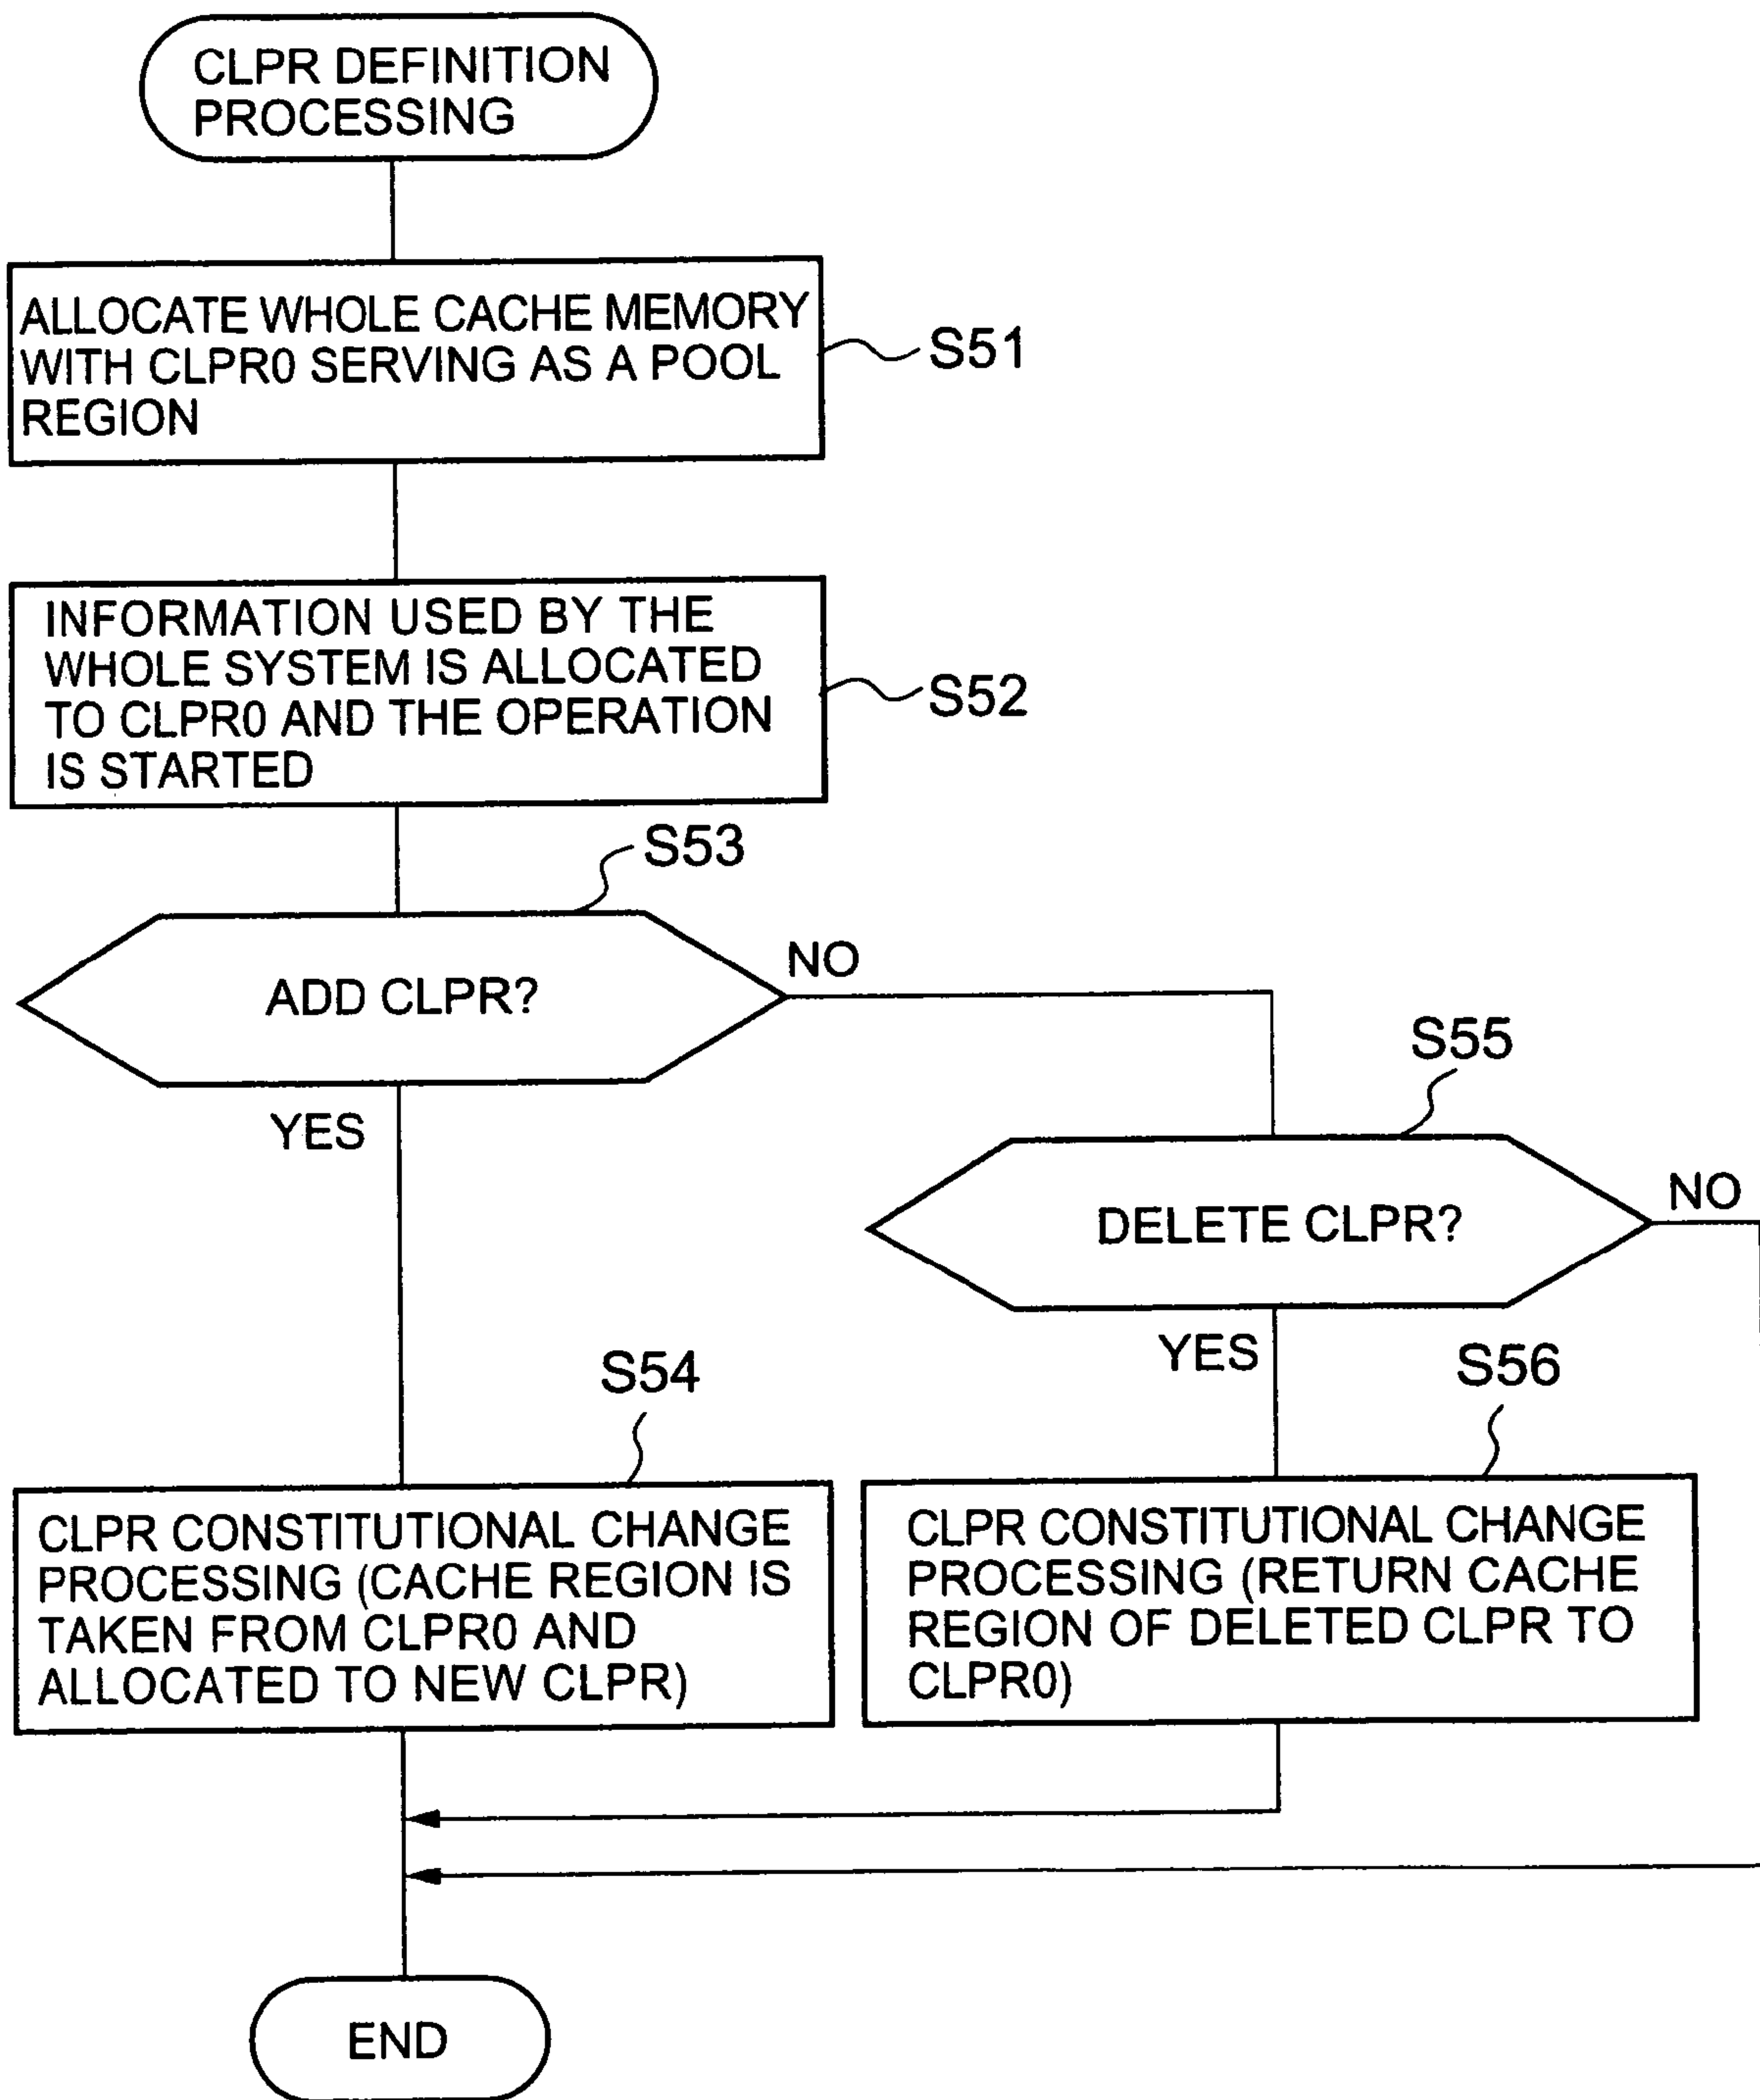 CLPR DEFINITION
PROCESSING
ALLOCATE WHOLE CACHE MEMORY
WITH CLPR0 SERVING AS A POOL
REGION
S51
INFORMATION USED BY THE
WHOLE SYSTEM IS ALLOCATED
TO CLPR0 AND THE OPERATION
IS STARTED
S52
S53
ADD CLPR?
NO
YES
S55
DELETE CLPR?
NO
YES
S54
CLPR CONSTITUTIONAL CHANGE
PROCESSING (CACHE REGION IS
TAKEN FROM CLPR0 AND
ALLOCATED TO NEW CLPR)
S56
CLPR CONSTITUTIONAL CHANGE
PROCESSING (RETURN CACHE
REGION OF DELETED CLPR TO
CLPR0)
END